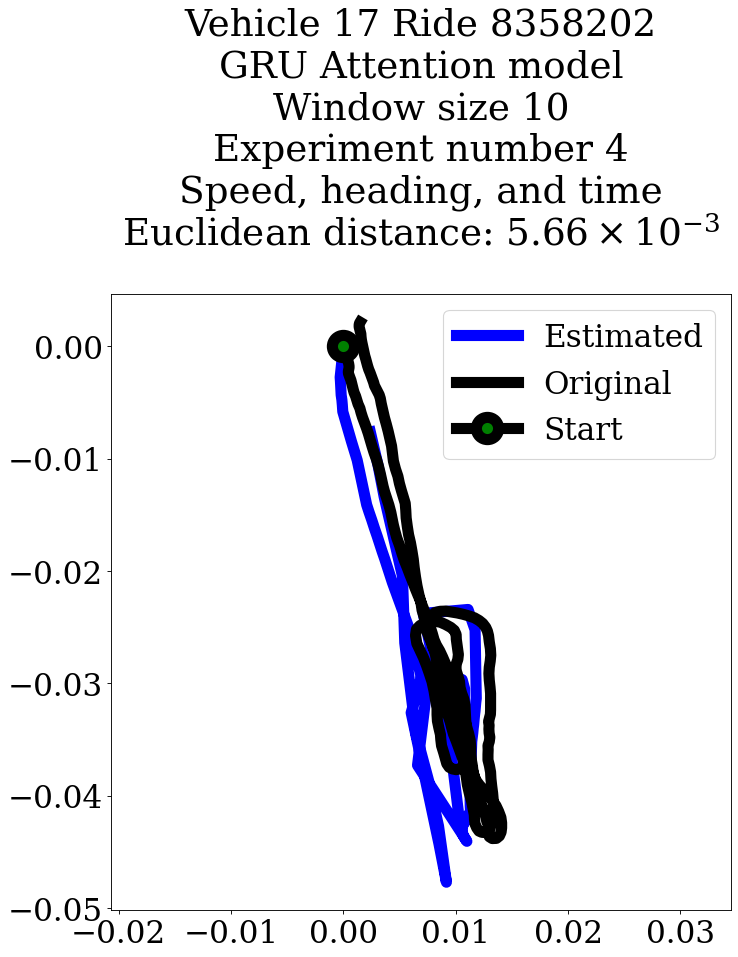 Vehicle 17 Ride 8358202
GRU Attention model
Window size 10
Experiment number 4
Speed, heading, and time
Euclidean distance: 5.66 × 10⁻³
Estimated
Original
Start
0.00
−0.01
−0.02
−0.03
−0.04
−0.05
−0.02 −0.01 0.00 0.01 0.02 0.03